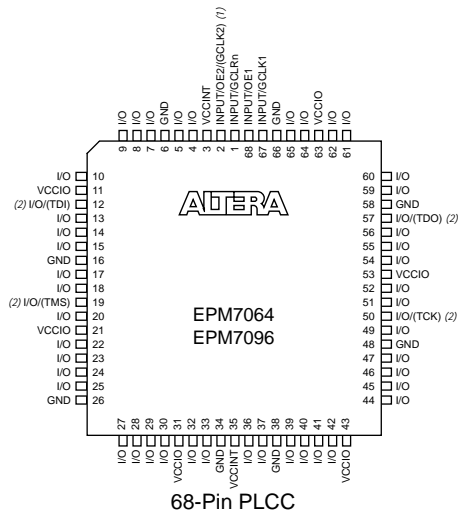 I/O
I/O
I/O
GND
I/O
I/O
VCCINT
INPUT/OE2/(GCLK2) (1)
INPUT/GCLRn
INPUT/OE1
INPUT/GCLK1
GND
I/O
I/O
VCCIO
I/O
I/O
9 8 7 6 5 4 3 2 1 68 67 66 65 64 63 62 61
I/O 10
VCCIO 11
(2) I/O/(TDI) 12
I/O 13
I/O 14
I/O 15
GND 16
I/O 17
I/O 18
(2) I/O/(TMS) 19
I/O 20
VCCIO 21
I/O 22
I/O 23
I/O 24
I/O 25
GND 26
ALTERA
EPM7064
EPM7096
60 I/O
59 I/O
58 GND
57 I/O/(TDO) (2)
56 I/O
55 I/O
54 I/O
53 VCCIO
52 I/O
51 I/O
50 I/O/(TCK) (2)
49 I/O
48 GND
47 I/O
46 I/O
45 I/O
44 I/O
27 28 29 30 31 32 33 34 35 36 37 38 39 40 41 42 43
I/O
I/O
I/O
I/O
VCCIO
I/O
I/O
GND
VCCINT
I/O
I/O
GND
I/O
I/O
I/O
I/O
VCCIO
68-Pin PLCC